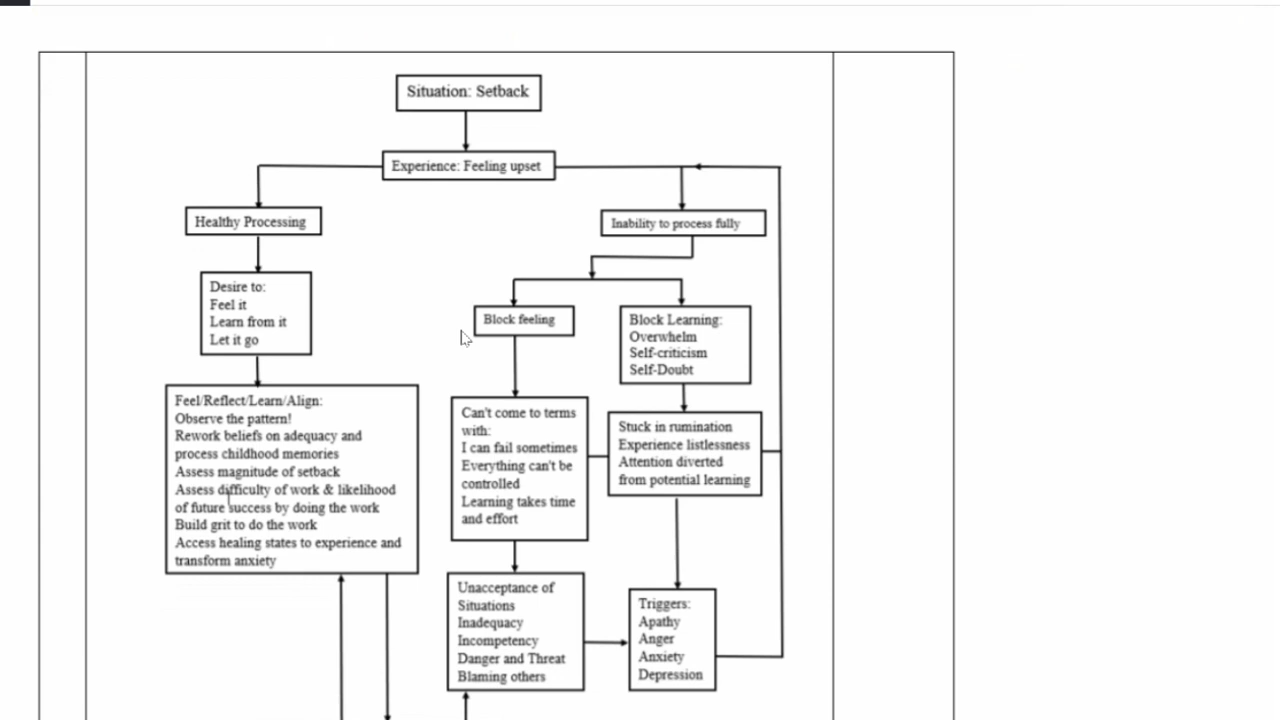 Situation: Setback
Experience: Feeling upset
Healthy Processing
Inability to process fully
Desire to:
Feel it
Learn from it
Let it go
Block feeling
Block Learning:
Overwhelm
Self-criticism
Self-Doubt
Feel/Reflect/Learn/Align:
Observe the pattern!
Rework beliefs on adequacy and
process childhood memories
Assess magnitude of setback
Assess difficulty of work & likelihood
of future success by doing the work
Build grit to do the work
Access healing states to experience and
transform anxiety
Can't come to terms
with:
I can fail sometimes
Everything can't be
controlled
Learning takes time
and effort
Stuck in rumination
Experience listlessness
Attention diverted
from potential learning
Unacceptance of
Situations
Inadequacy
Incompetency
Danger and Threat
Blaming others
Triggers:
Apathy
Anger
Anxiety
Depression